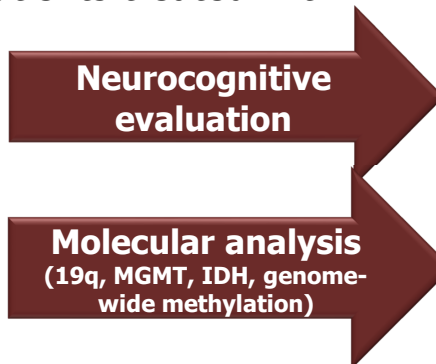 Neurocognitive
evaluation
Molecular analysis
(19q, MGMT, IDH, genome-
wide methylation)